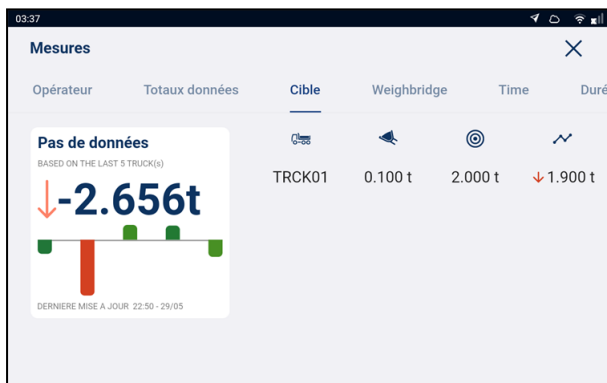 03:37
Mesures
Opérateur Totaux données Cible Weighbridge Time Duré
Pas de données
BASED ON THE LAST 5 TRUCK(s)
-2.656t
DERNIERE MISE A JOUR 22:50 - 29/05
TRCK01 0.100 t 2.000 t 1.900 t